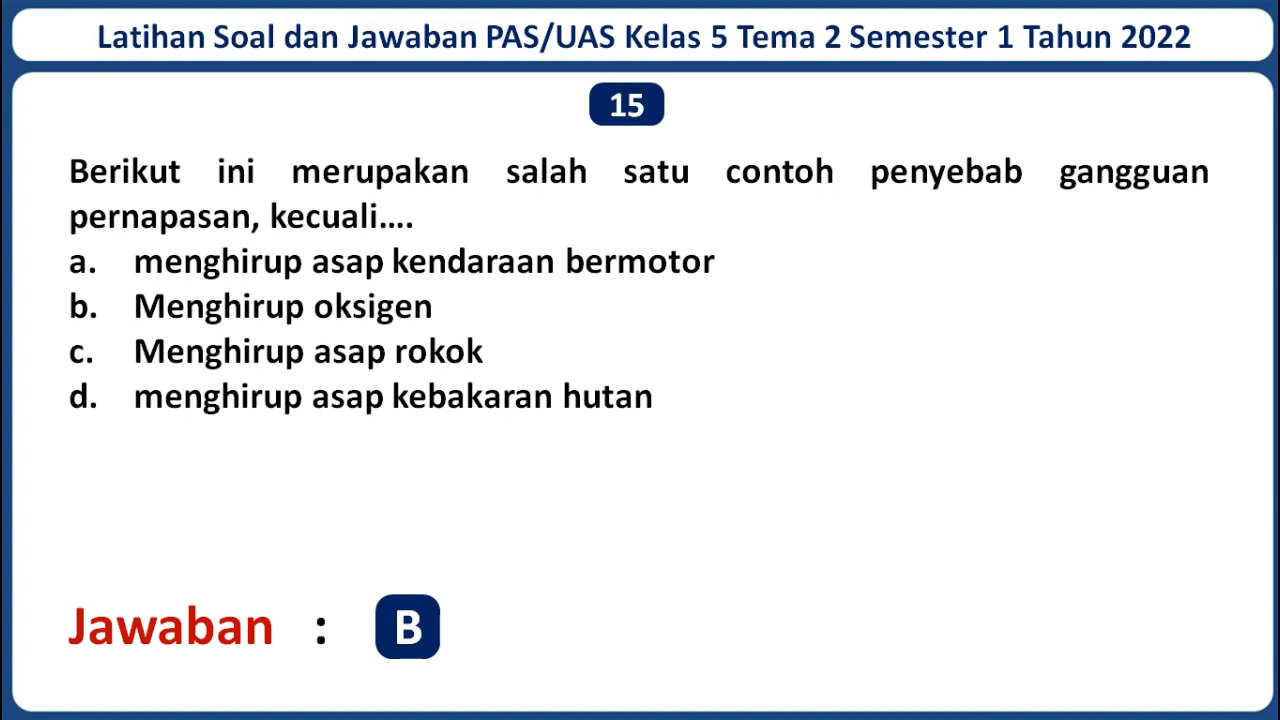 Latihan Soal dan Jawaban PAS/UAS Kelas 5 Tema 2 Semester 1 Tahun 2022
15
Berikut ini merupakan salah satu contoh penyebab gangguan
pernapasan, kecuali....
a. menghirup asap kendaraan bermotor
b. Menghirup oksigen
c. Menghirup asap rokok
d. menghirup asap kebakaran hutan
Jawaban : B